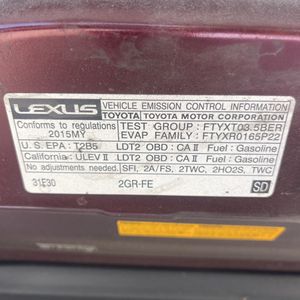 LEXUS VEHICLE EMISSION CONTROL INFORMATION
TOYOTA TOYOTA MOTOR CORPORATION
Conforms to regulations 2015MY
TEST GROUP : FTYXT03.5BER
EVAP FAMILY : FTYXR0165P22
U.S. EPA : T2B5 LDT2 OBD : CA II Fuel : Gasoline
California : ULEV II LDT2 OBD : CA II Fuel : Gasoline
No adjustments needed. SFI, 2A/FS, 2TWC, 2HO2S, TWC
31E30 2GR-FE SD